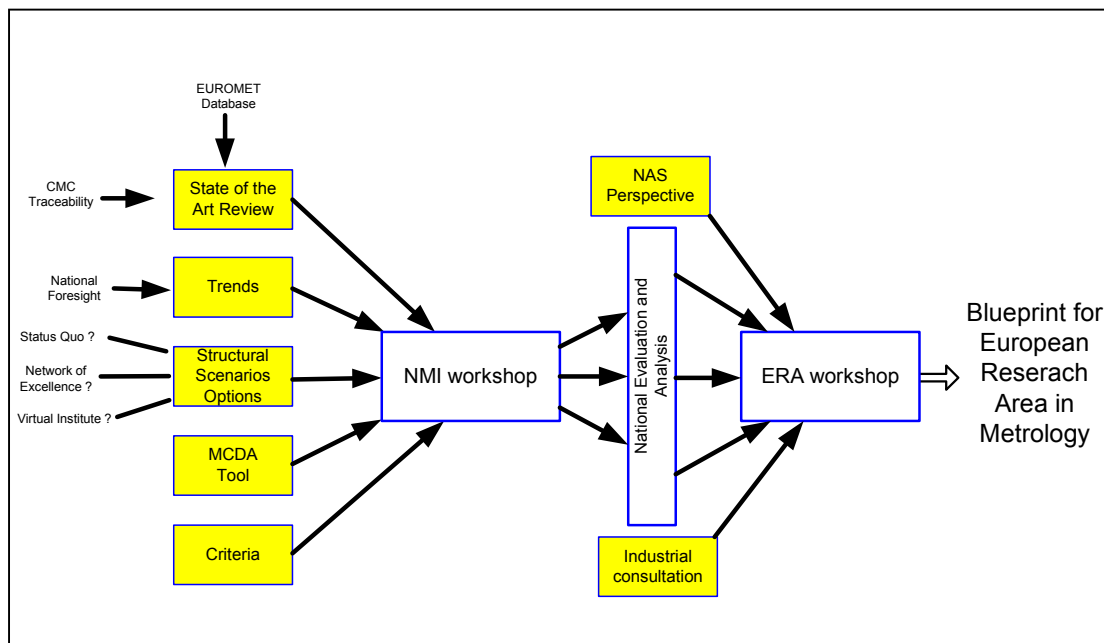 EUROMET
Database
CMC
Traceability
State of the
Art Review
National
Foresight
Trends
Status Quo ?
Network of
Excellence ?
Virtual Institute ?
Structural
Scenarios
Options
MCDA
Tool
Criteria
NMI workshop
National Evaluation and
Analysis
NAS
Perspective
Industrial
consultation
ERA workshop
Blueprint for
European
Reserach
Area in
Metrology